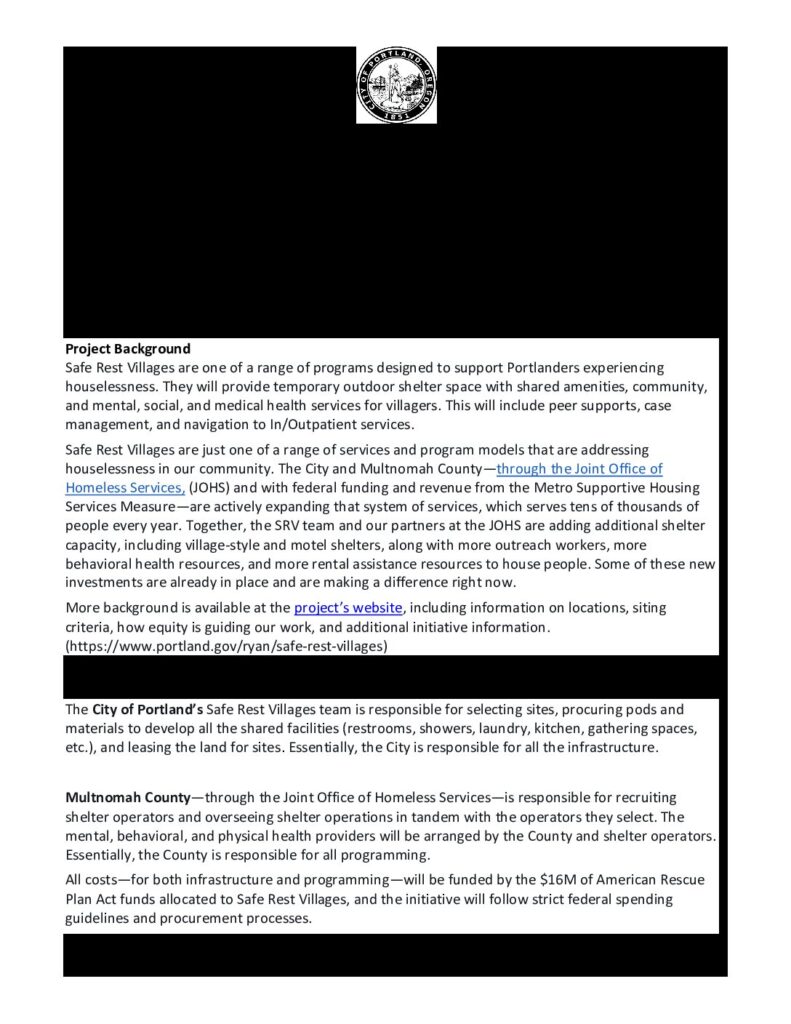 CITY OF PORTLAND, OREGON
1851
Project Background
Safe Rest Villages are one of a range of programs designed to support Portlanders experiencing
houselessness. They will provide temporary outdoor shelter space with shared amenities, community,
and mental, social, and medical health services for villagers. This will include peer supports, case
management, and navigation to In/Outpatient services.
Safe Rest Villages are just one of a range of services and program models that are addressing
houselessness in our community. The City and Multnomah County—through the Joint Office of
Homeless Services, (JOHS) and with federal funding and revenue from the Metro Supportive Housing
Services Measure—are actively expanding that system of services, which serves tens of thousands of
people every year. Together, the SRV team and our partners at the JOHS are adding additional shelter
capacity, including village-style and motel shelters, along with more outreach workers, more
behavioral health resources, and more rental assistance resources to house people. Some of these new
investments are already in place and are making a difference right now.
More background is available at the project’s website, including information on locations, siting
criteria, how equity is guiding our work, and additional initiative information.
(https://www.portland.gov/ryan/safe-rest-villages)
The City of Portland’s Safe Rest Villages team is responsible for selecting sites, procuring pods and
materials to develop all the shared facilities (restrooms, showers, laundry, kitchen, gathering spaces,
etc.), and leasing the land for sites. Essentially, the City is responsible for all the infrastructure.
Multnomah County—through the Joint Office of Homeless Services—is responsible for recruiting
shelter operators and overseeing shelter operations in tandem with the operators they select. The
mental, behavioral, and physical health providers will be arranged by the County and shelter operators.
Essentially, the County is responsible for all programming.
All costs—for both infrastructure and programming—will be funded by the $16M of American Rescue
Plan Act funds allocated to Safe Rest Villages, and the initiative will follow strict federal spending
guidelines and procurement processes.